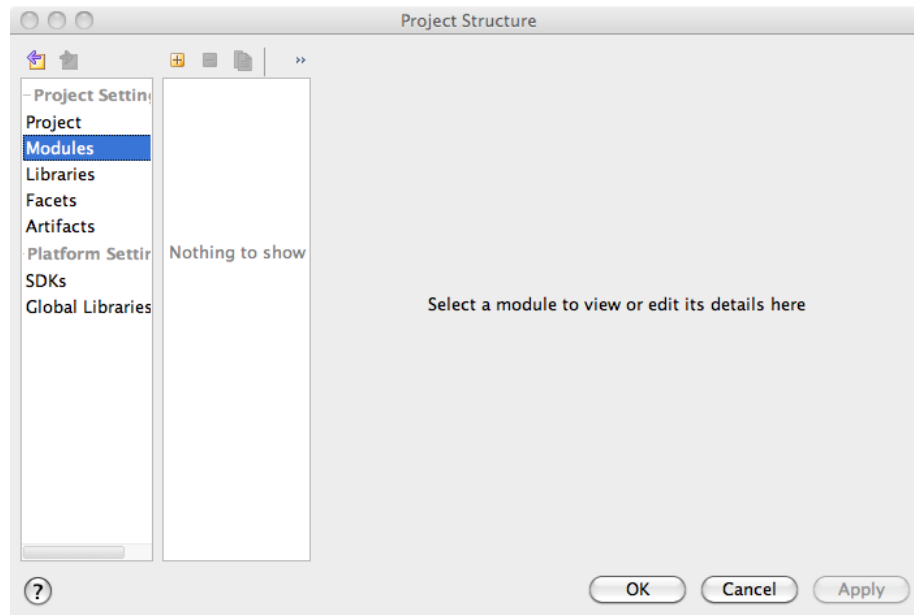 Project Structure
Project Settin
Project
Modules
Libraries
Facets
Artifacts
Platform Settin
SDKs
Global Libraries
Nothing to show
Select a module to view or edit its details here
?
OK
Cancel
Apply